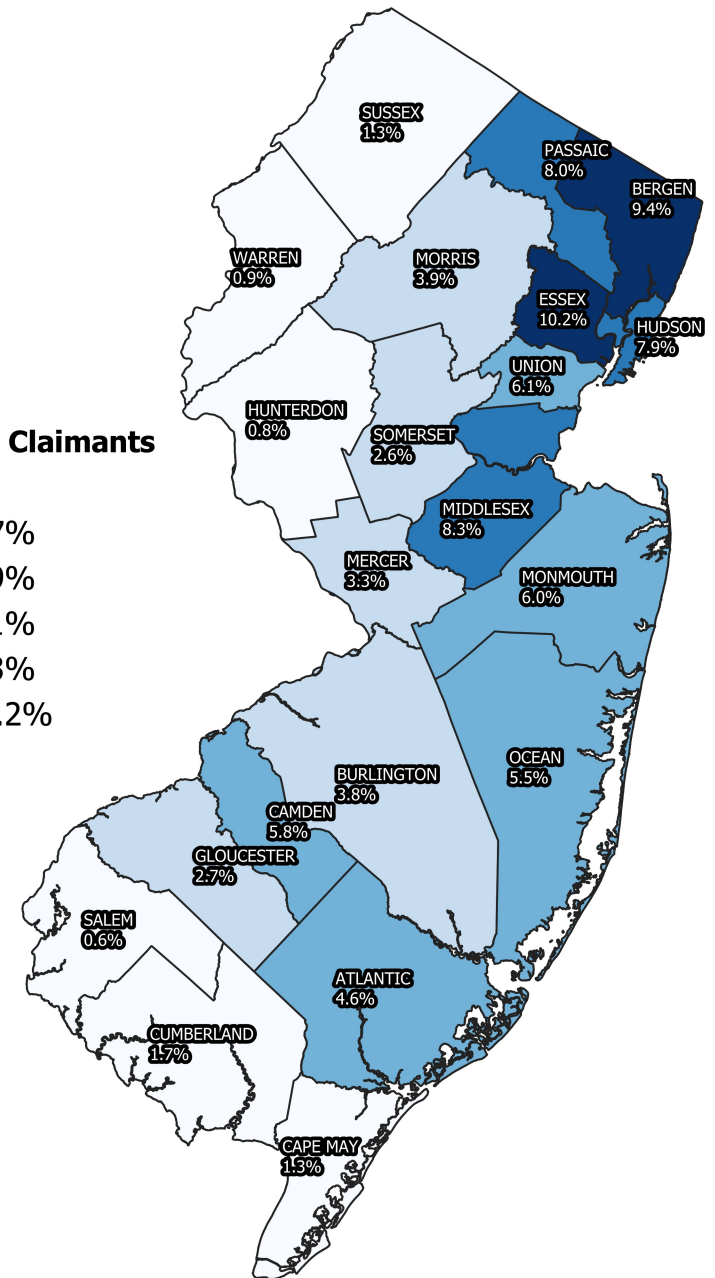 SUSSEX
1.3%
PASSAIC
8.0%
BERGEN
9.4%
WARREN
0.9%
MORRIS
3.9%
ESSEX
10.2%
HUDSON
7.9%
UNION
6.1%
HUNTERDON
0.8%
Claimants
SOMERSET
2.6%
MIDDLESEX
8.3%
7%
MERCER
3.3%
MONMOUTH
6.0%
%
%
3%
.2%
OCEAN
5.5%
BURLINGTON
3.8%
CAMDEN
5.8%
GLOUCESTER
2.7%
SALEM
0.6%
ATLANTIC
4.6%
CUMBERLAND
1.7%
CAPE MAY
1.3%